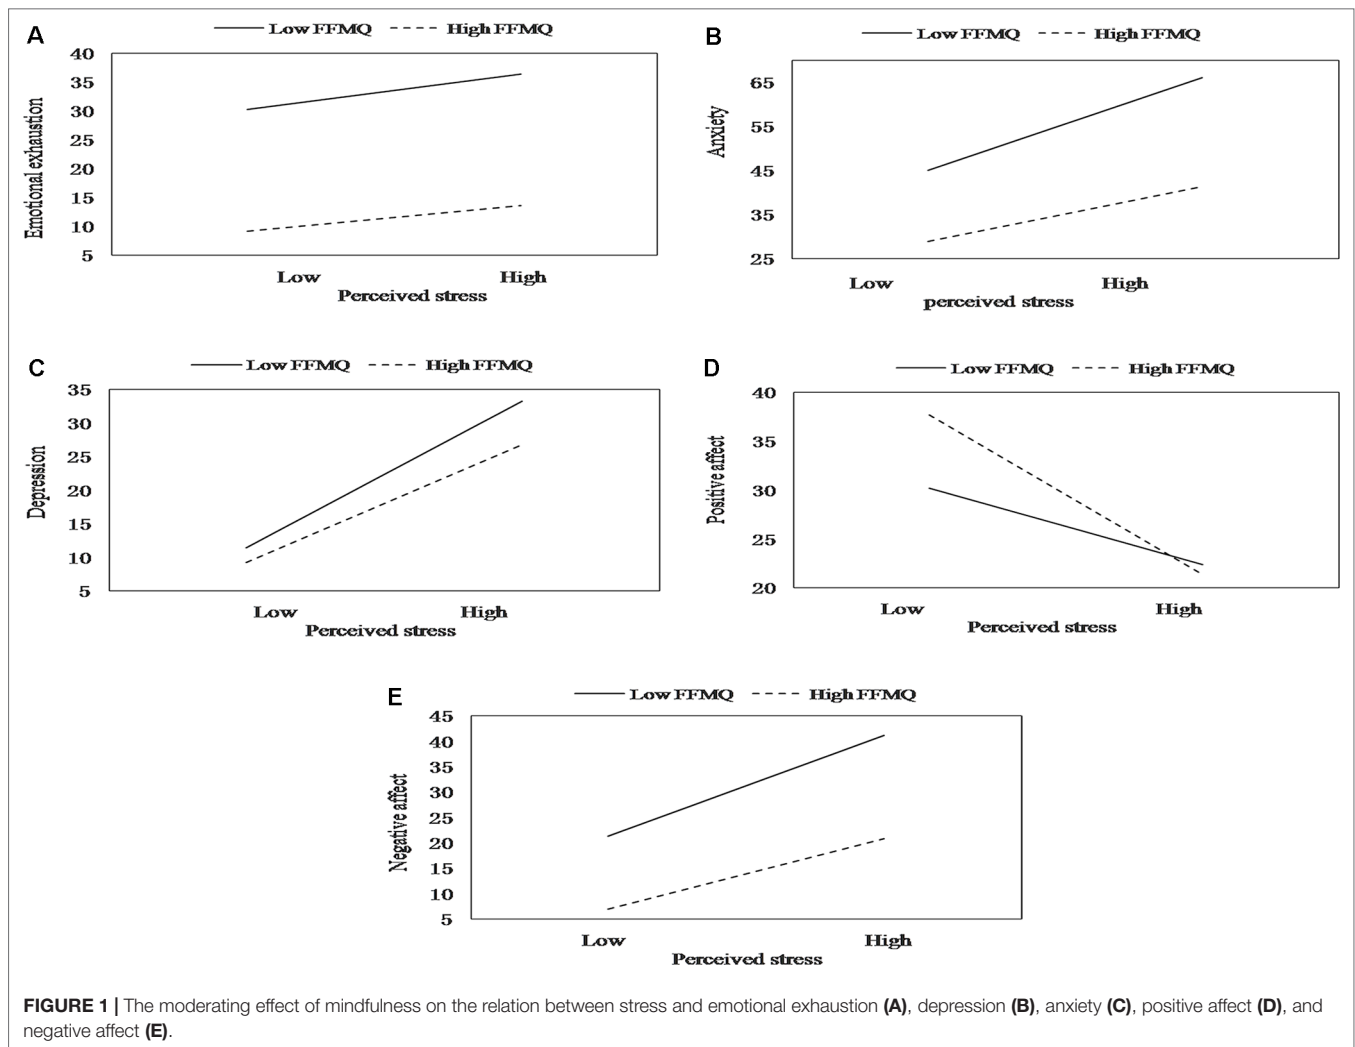 A
Low FFMQ High FFMQ
40
35
30
25
20
15
10
5
Emotional exhaustion
Low High
Perceived stress
B
Low FFMQ High FFMQ
65
55
45
35
25
Anxiety
Low High
perceived stress
C
Low FFMQ High FFMQ
35
30
25
20
15
10
5
Depression
Low High
Perceived stress
D
Low FFMQ High FFMQ
40
35
30
25
20
Positive affect
Low High
Perceived stress
E
Low FFMQ High FFMQ
45
40
35
30
25
20
15
10
5
Negative affect
Low High
Perceived stress
FIGURE 1 | The moderating effect of mindfulness on the relation between stress and emotional exhaustion (A), depression (B), anxiety (C), positive affect (D), and
negative affect (E).